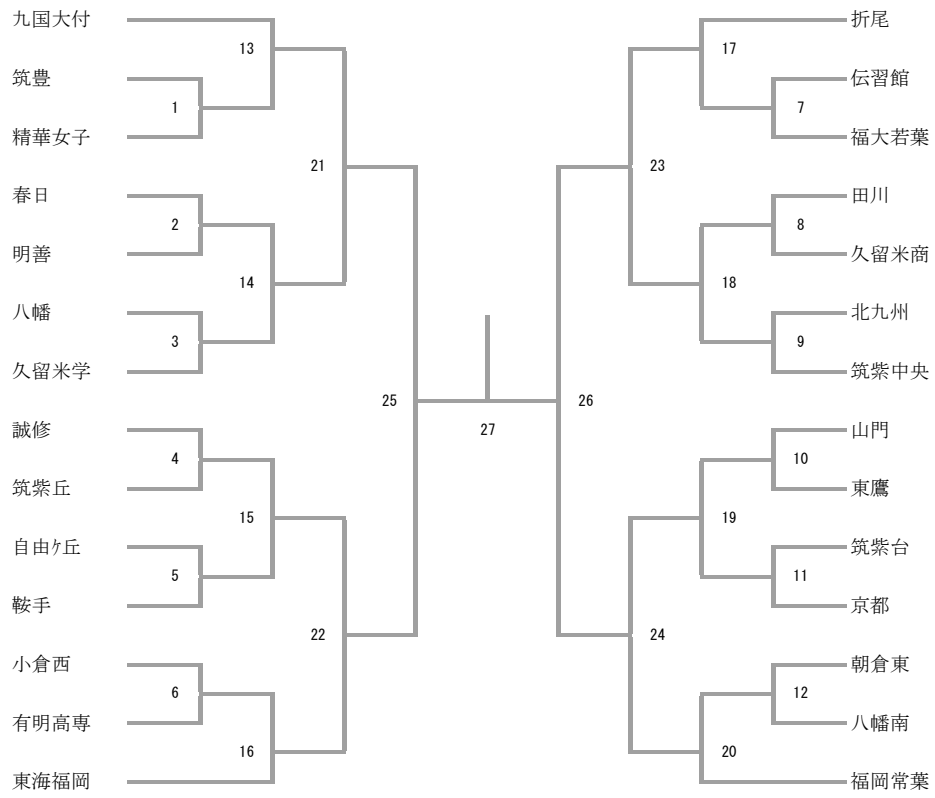 九国大付
13
筑豊
1
精華女子
21
春日
2
明善
14
八幡
3
久留米学
25
誠修
4
筑紫丘
15
自由ｹ丘
5
鞍手
22
小倉西
6
有明高専
16
東海福岡
27
折尾
17
伝習館
7
福大若葉
23
田川
8
久留米商
18
北九州
9
筑紫中央
26
山門
10
東鷹
19
筑紫台
11
京都
24
朝倉東
12
八幡南
20
福岡常葉